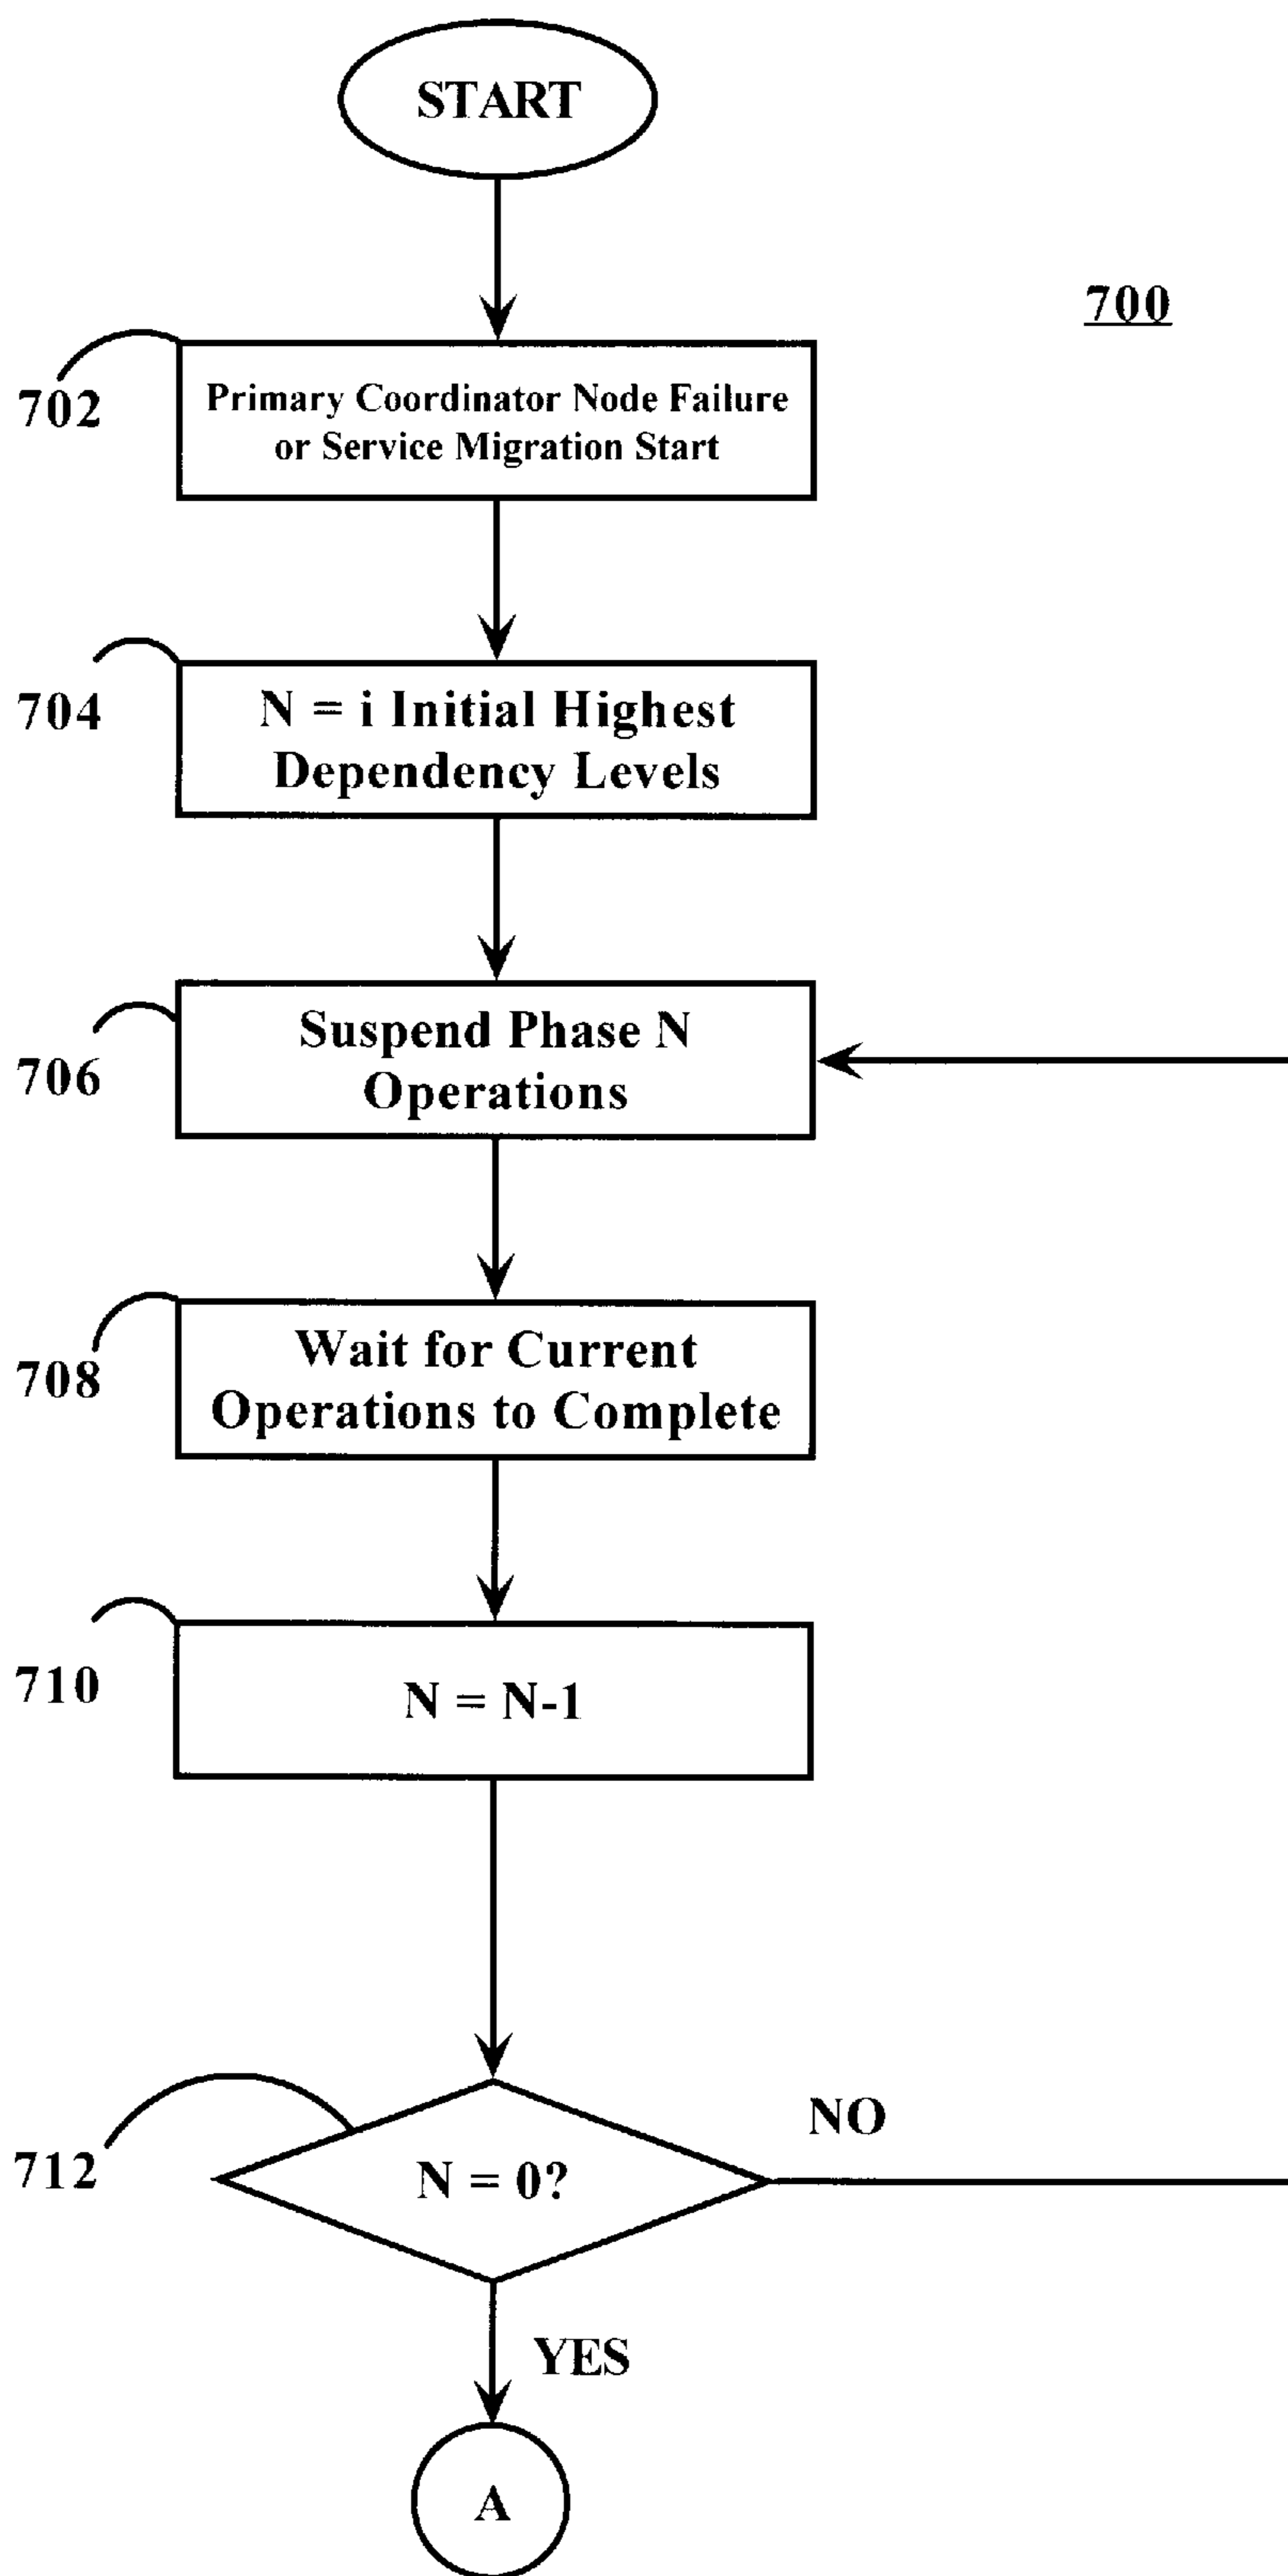 START
700
702
Primary Coordinator Node Failure
or Service Migration Start
704
N = i Initial Highest
Dependency Levels
706
Suspend Phase N
Operations
708
Wait for Current
Operations to Complete
710
N = N-1
712
N = 0?
NO
YES
A